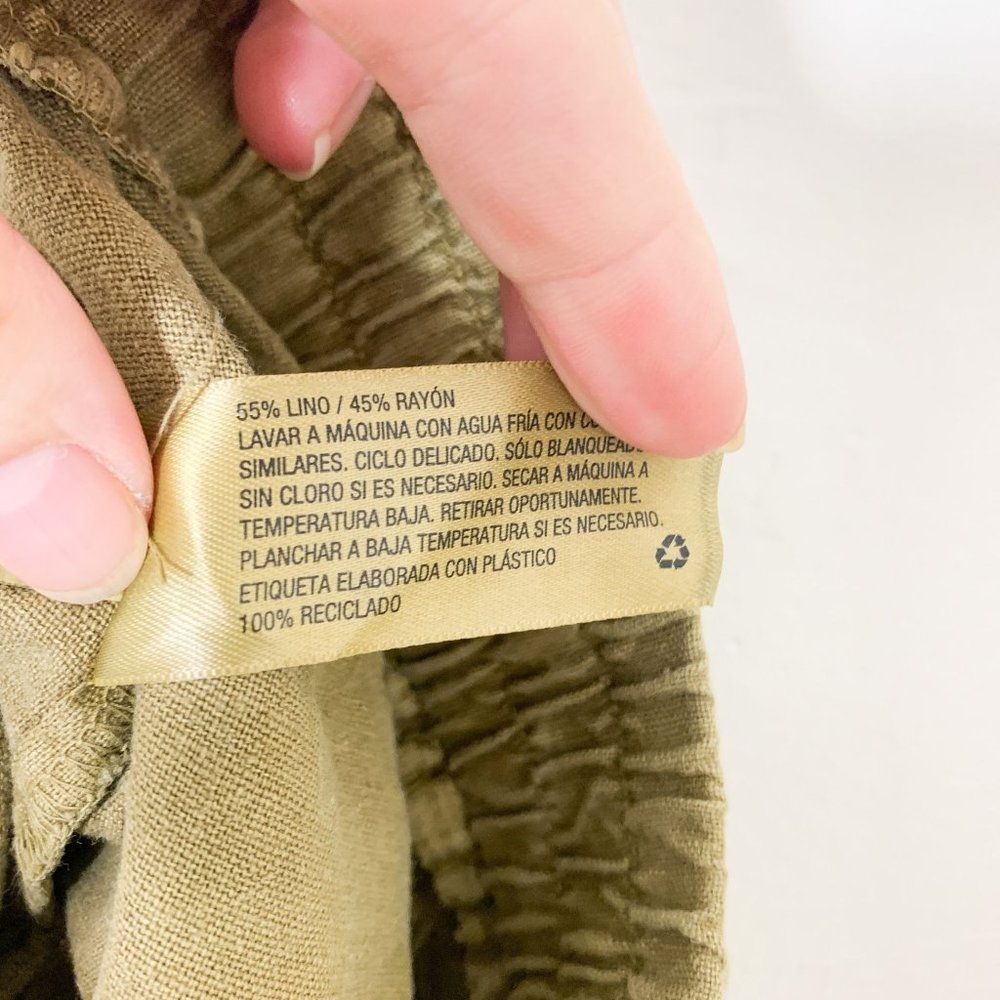 55% LINO / 45% RAYÓN
LAVAR A MÁQUINA CON AGUA FRÍA CON
SIMILARES. CICLO DELICADO. SÓLO
SIN CLORO SI ES NECESARIO. SECAR A MÁQUINA A
TEMPERATURA BAJA. RETIRAR OPORTUNAMENTE.
PLANCHAR A BAJA TEMPERATURA SI ES NECESARIO.
ETIQUETA ELABORADA CON PLÁSTICO
100% RECICLADO